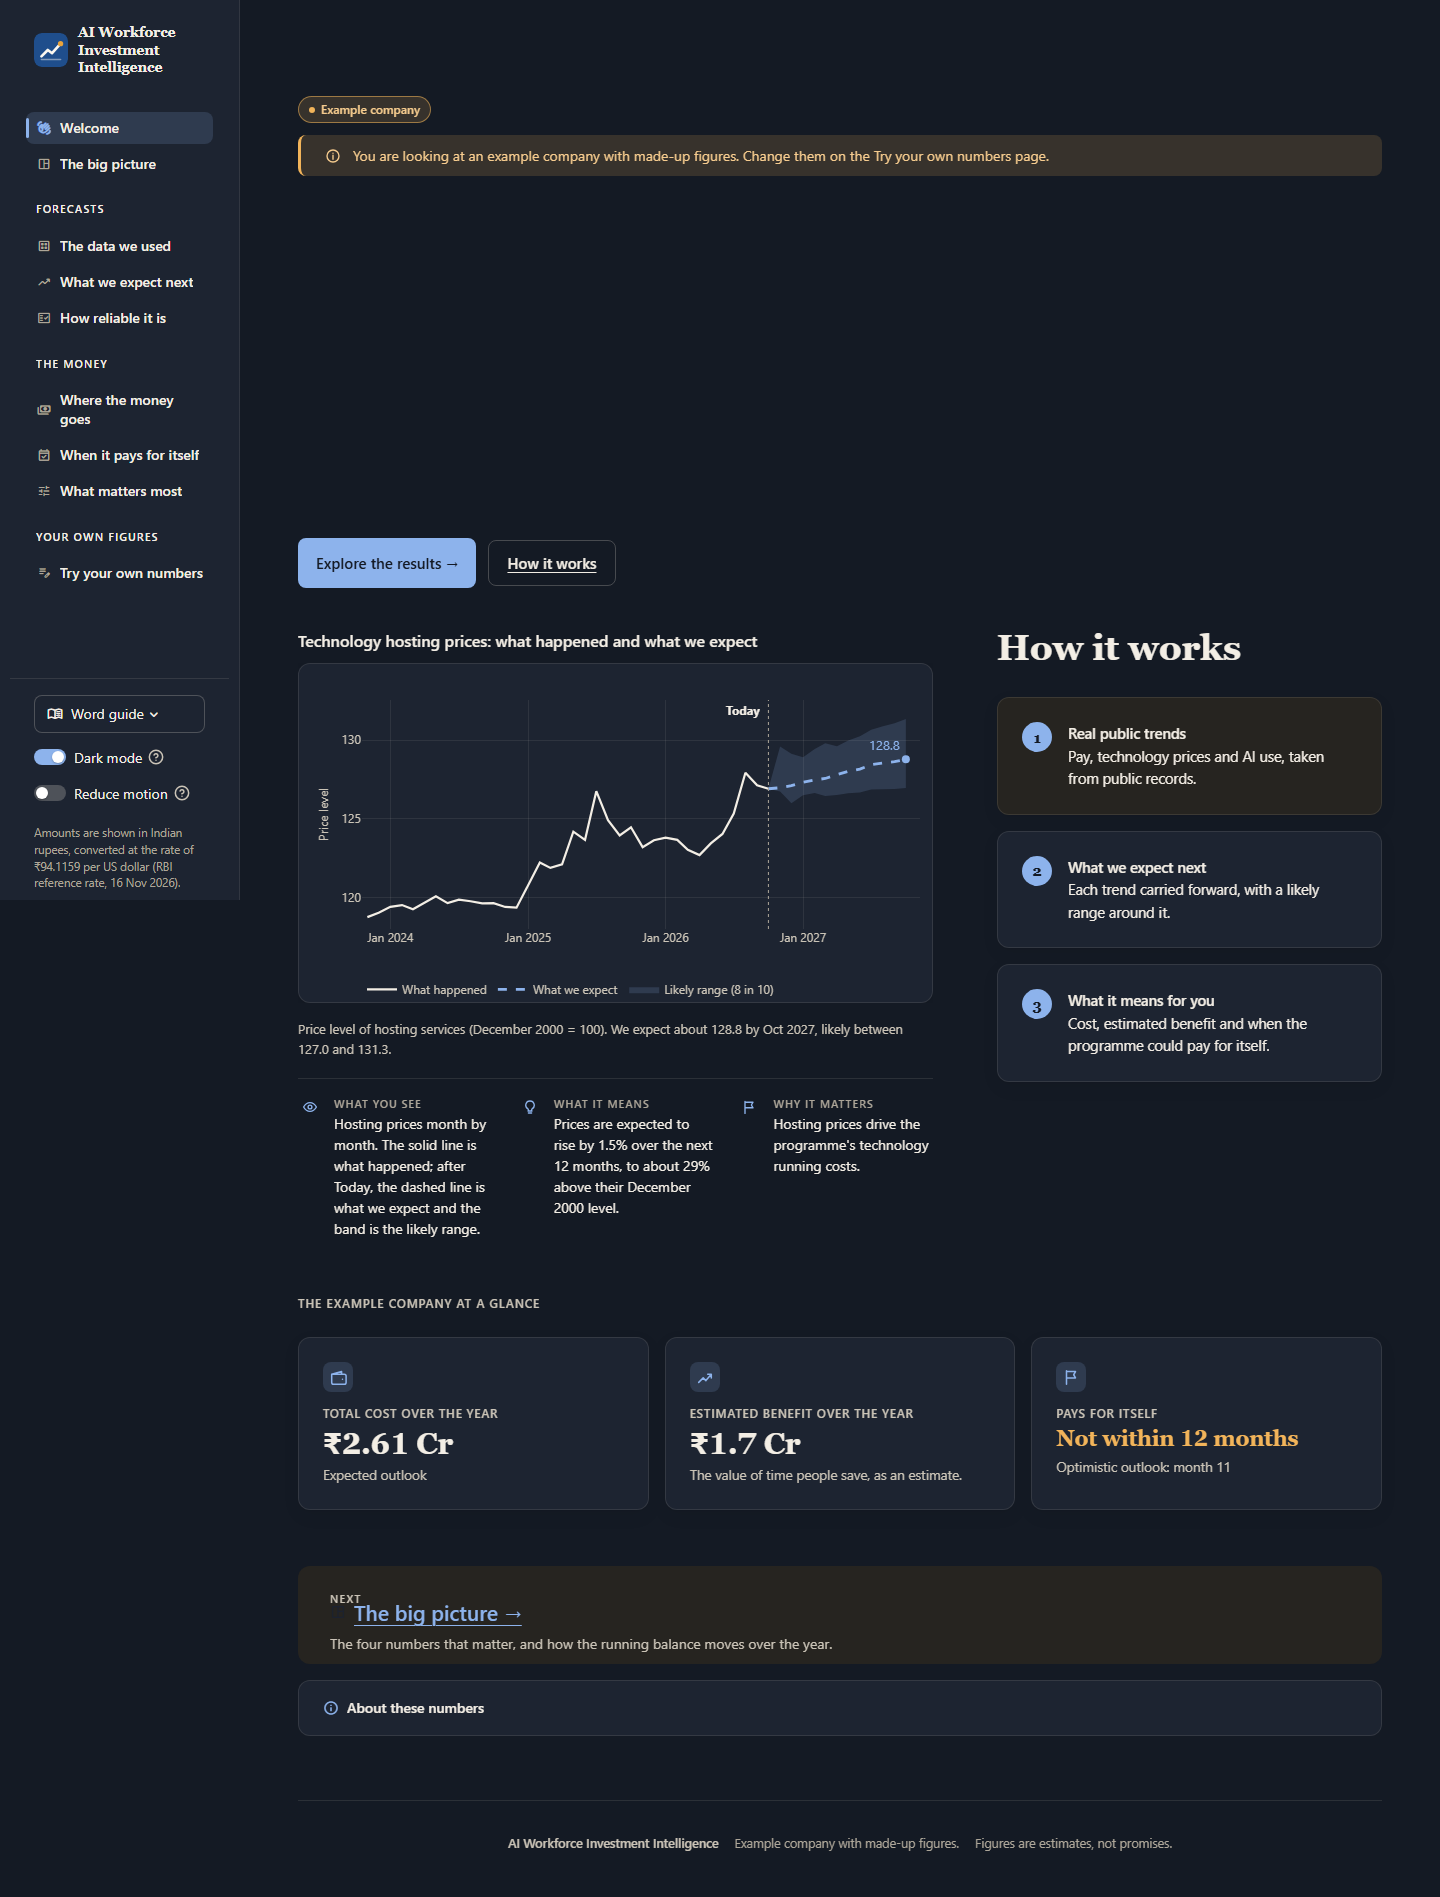 AI Workforce
Investment
Intelligence
Welcome
The big picture
FORECASTS
The data we used
What we expect next
How reliable it is
THE MONEY
Where the money
goes
When it pays for itself
What matters most
YOUR OWN FIGURES
Try your own numbers
Word guide
Dark mode
Reduce motion
Amounts are shown in Indian
rupees, converted at the rate of
₹94.1159 per US dollar (RBI
reference rate, 16 Nov 2026).
Example company
You are looking at an example company with made-up figures. Change them on the Try your own numbers page.
Explore the results →
How it works
Technology hosting prices: what happened and what we expect
Today
130
128.8
125
120
Price level
Jan 2024
Jan 2025
Jan 2026
Jan 2027
What happened
What we expect
Likely range (8 in 10)
Price level of hosting services (December 2000 = 100). We expect about 128.8 by Oct 2027, likely between
127.0 and 131.3.
WHAT YOU SEE
Hosting prices month by
month. The solid line is
what happened; after
Today, the dashed line is
what we expect and the
band is the likely range.
WHAT IT MEANS
Prices are expected to
rise by 1.5% over the next
12 months, to about 29%
above their December
2000 level.
WHY IT MATTERS
Hosting prices drive the
programme's technology
running costs.
How it works
1
Real public trends
Pay, technology prices and AI use, taken
from public records.
2
What we expect next
Each trend carried forward, with a likely
range around it.
3
What it means for you
Cost, estimated benefit and when the
programme could pay for itself.
THE EXAMPLE COMPANY AT A GLANCE
TOTAL COST OVER THE YEAR
₹2.61 Cr
Expected outlook
ESTIMATED BENEFIT OVER THE YEAR
₹1.7 Cr
The value of time people save, as an estimate.
PAYS FOR ITSELF
Not within 12 months
Optimistic outlook: month 11
NEXT
The big picture →
The four numbers that matter, and how the running balance moves over the year.
About these numbers
AI Workforce Investment Intelligence Example company with made-up figures. Figures are estimates, not promises.